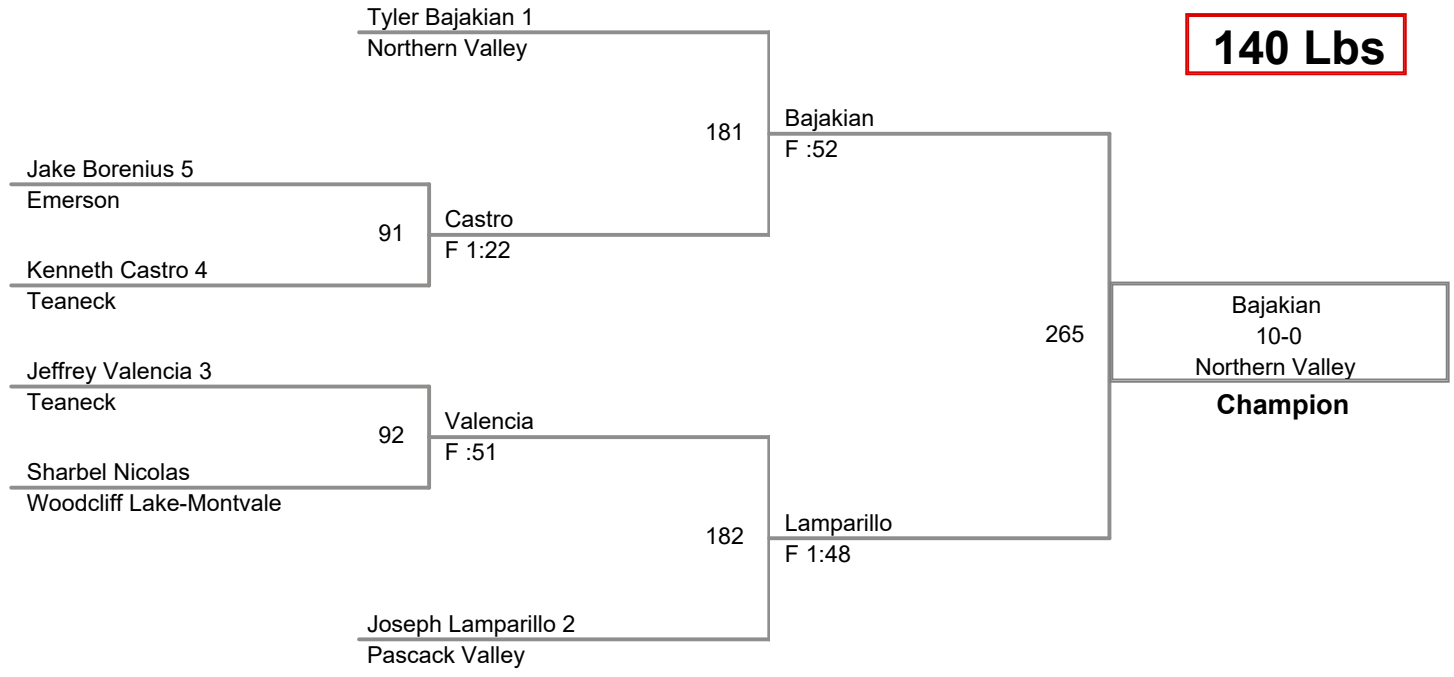 Tyler Bajakian 1
Northern Valley
140 Lbs
181
Bajakian
F :52
Jake Borenius 5
Emerson
91
Castro
F 1:22
Kenneth Castro 4
Teaneck
265
Bajakian
10-0
Northern Valley
Champion
Jeffrey Valencia 3
Teaneck
92
Valencia
F :51
Sharbel Nicolas
Woodcliff Lake-Montvale
182
Lamparillo
F 1:48
Joseph Lamparillo 2
Pascack Valley